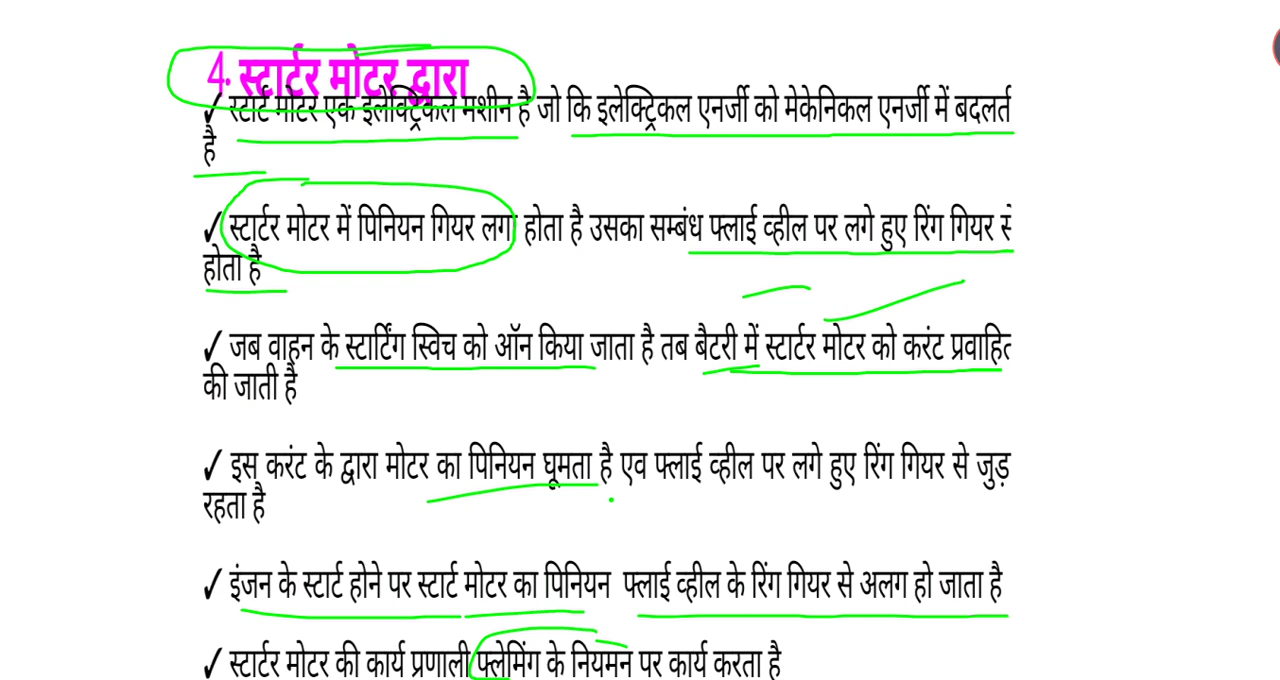 4. स्टार्टर मोटर द्वारा
✓ स्टार्ट मोटर एक इलेक्ट्रिकल मशीन है जो कि इलेक्ट्रिकल एनर्जी को मेकेनिकल एनर्जी में बदलत
है
✓ स्टार्टर मोटर में पिनियन गियर लगा होता है उसका सम्बंध फ्लाई व्हील पर लगे हुए रिंग गियर से
होता है
✓ जब वाहन के स्टार्टिंग स्विच को ऑन किया जाता है तब बैटरी में स्टार्टर मोटर को करंट प्रवाहित
की जाती है
✓ इस करंट के द्वारा मोटर का पिनियन घूमता है एव फ्लाई व्हील पर लगे हुए रिंग गियर से जुड़
रहता है
✓ इंजन के स्टार्ट होने पर स्टार्ट मोटर का पिनियन फ्लाई व्हील के रिंग गियर से अलग हो जाता है
✓ स्टार्टर मोटर की कार्य प्रणाली फ्लेमिंग के नियमन पर कार्य करता है